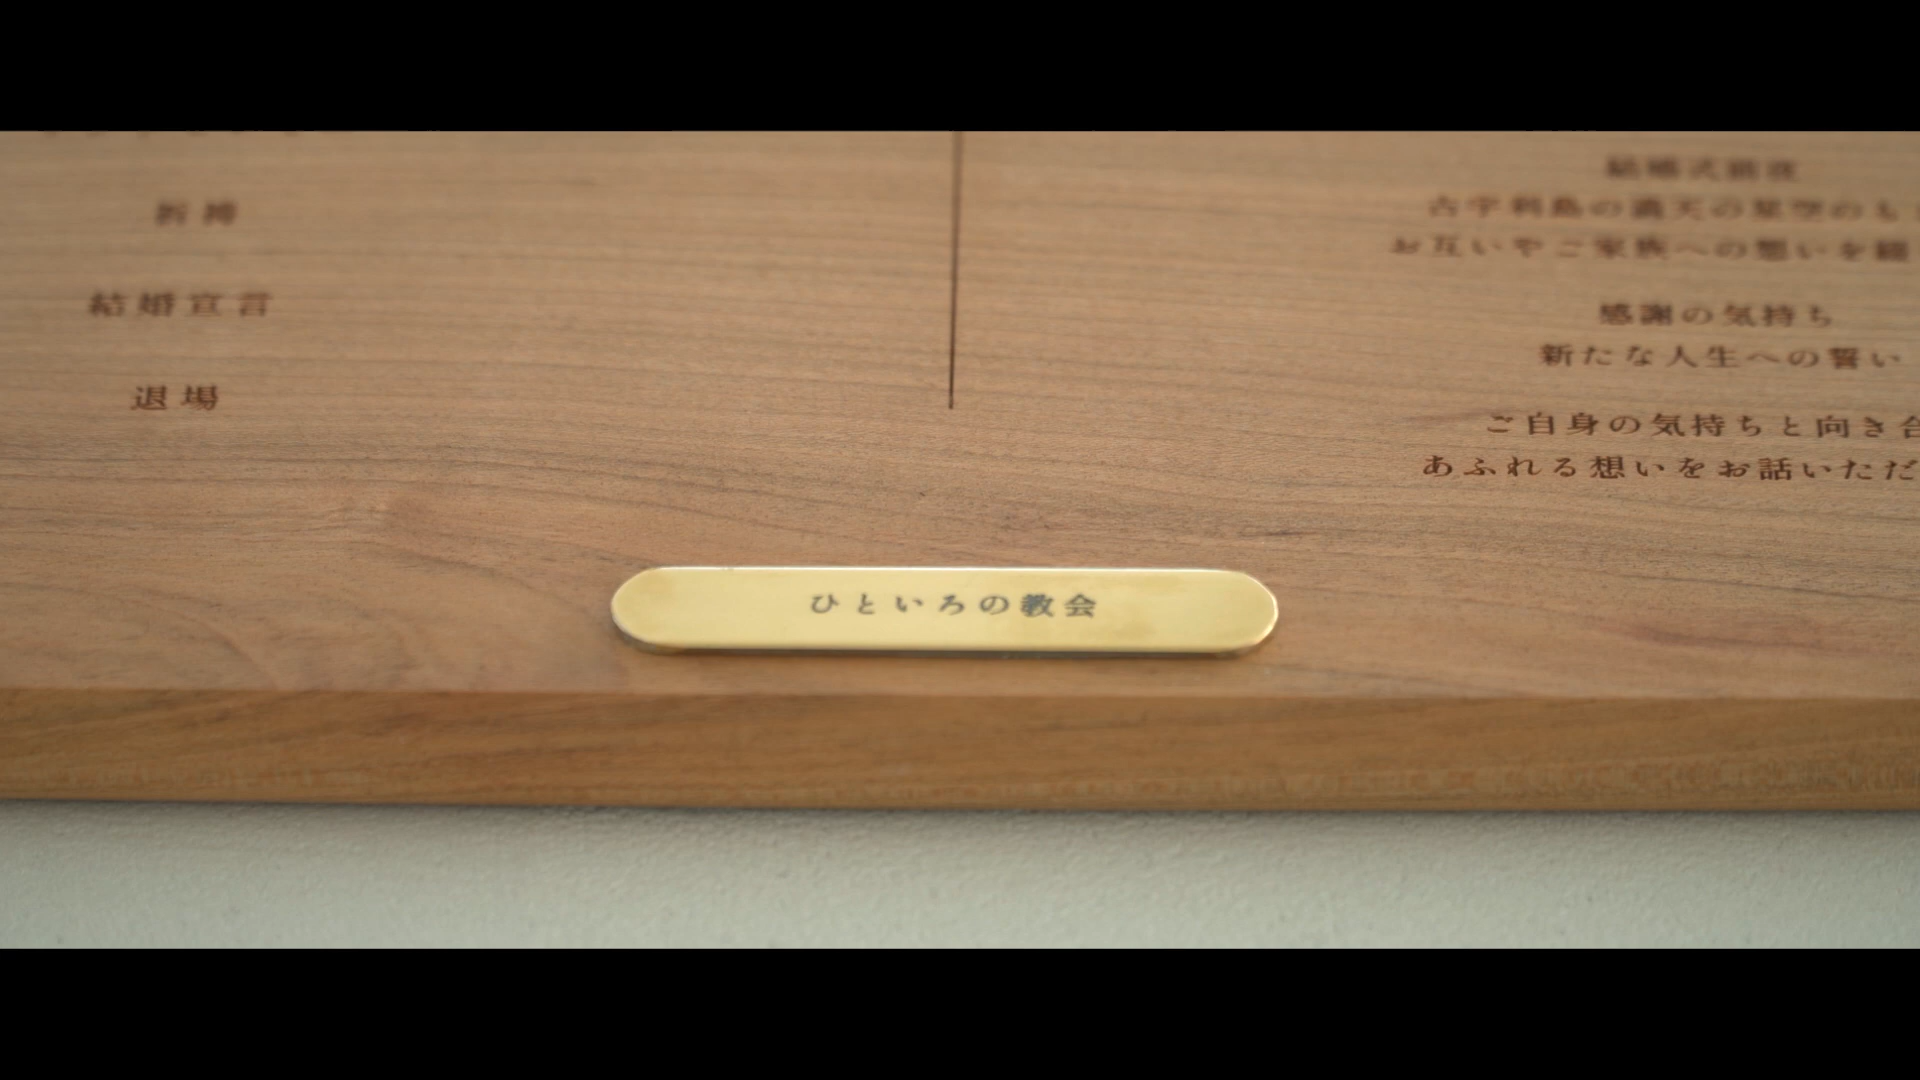 祈祷
結婚宣言
退場
結婚式前夜
古宇利島の満天の星空のも
お互いやご家族への想いを綴
感謝の気持ち
新たな人生への誓い
ご自身の気持ちと向き合
あふれる想いをお話いただ
ひといろの教会